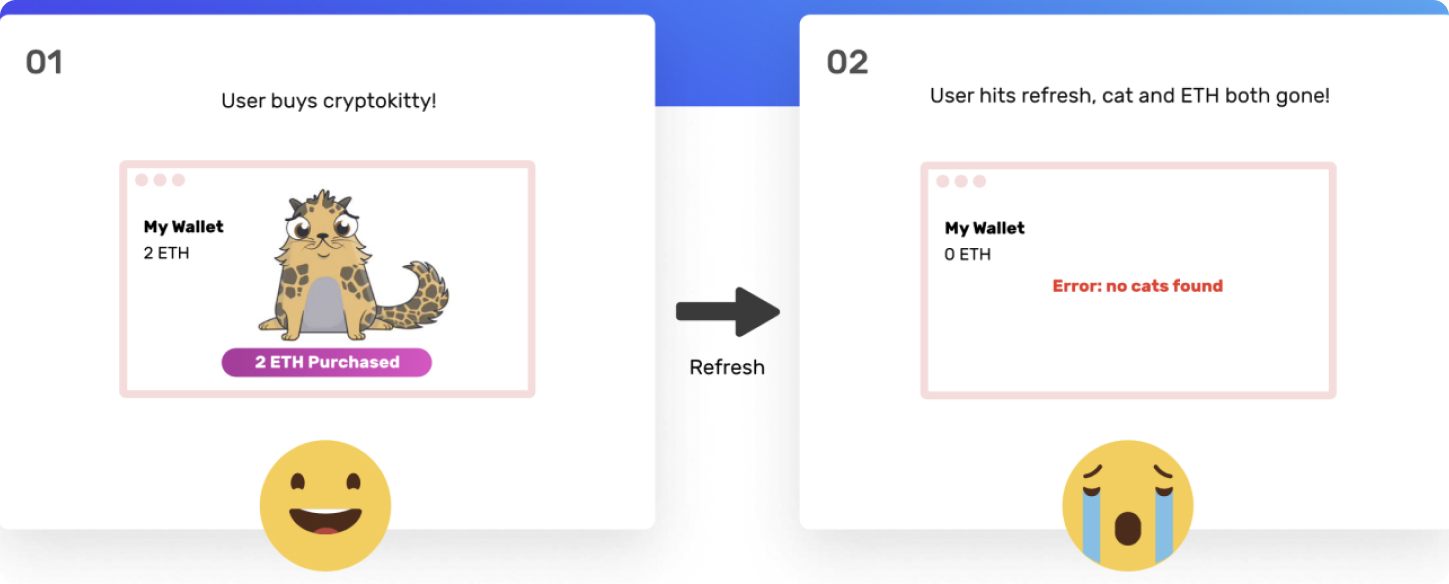 01
User buys cryptokitty!
My Wallet
2 ETH
2 ETH Purchased
Refresh
02
User hits refresh, cat and ETH both gone!
My Wallet
0 ETH
Error: no cats found